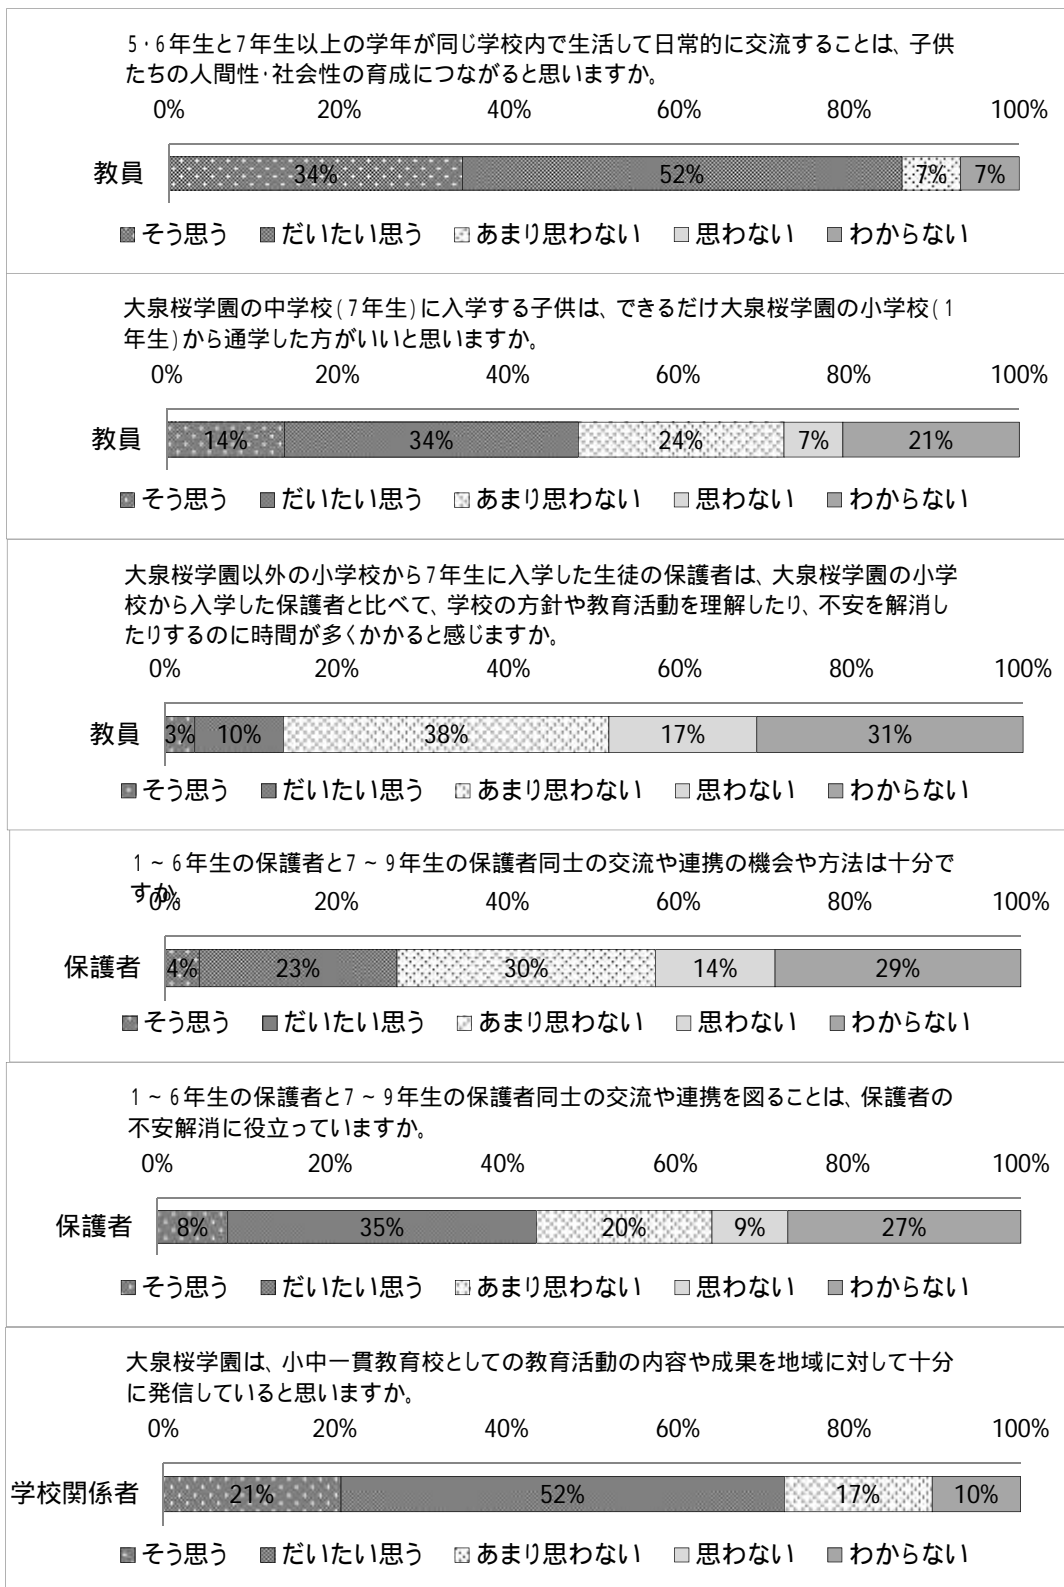 5・6年生と7年生以上の学年が同じ学校内で生活して日常的に交流することは、子供
たちの人間性・社会性の育成につながると思いますか。
0% 20% 40% 60% 80% 100%
教員 34% 52% 7% 7%
そう思う だいたい思う あまり思わない 思わない わからない
大泉桜学園の中学校(7年生)に入学する子供は、できるだけ大泉桜学園の小学校(1
年生)から通学した方がいいと思いますか。
0% 20% 40% 60% 80% 100%
教員 14% 34% 24% 7% 21%
そう思う だいたい思う あまり思わない 思わない わからない
大泉桜学園以外の小学校から7年生に入学した生徒の保護者は、大泉桜学園の小学
校から入学した保護者と比べて、学校の方針や教育活動を理解したり、不安を解消し
たりするのに時間が多くかかると感じますか。
0% 20% 40% 60% 80% 100%
教員 3% 10% 38% 17% 31%
そう思う だいたい思う あまり思わない 思わない わからない
1~6年生の保護者と7~9年生の保護者同士の交流や連携の機会や方法は十分で
すか。
0% 20% 40% 60% 80% 100%
保護者 4% 23% 30% 14% 29%
そう思う だいたい思う あまり思わない 思わない わからない
1~6年生の保護者と7~9年生の保護者同士の交流や連携を図ることは、保護者の
不安解消に役立っていますか。
0% 20% 40% 60% 80% 100%
保護者 8% 35% 20% 9% 27%
そう思う だいたい思う あまり思わない 思わない わからない
大泉桜学園は、小中一貫教育校としての教育活動の内容や成果を地域に対して十分
に発信していると思いますか。
0% 20% 40% 60% 80% 100%
学校関係者 21% 52% 17% 10%
そう思う だいたい思う あまり思わない 思わない わからない